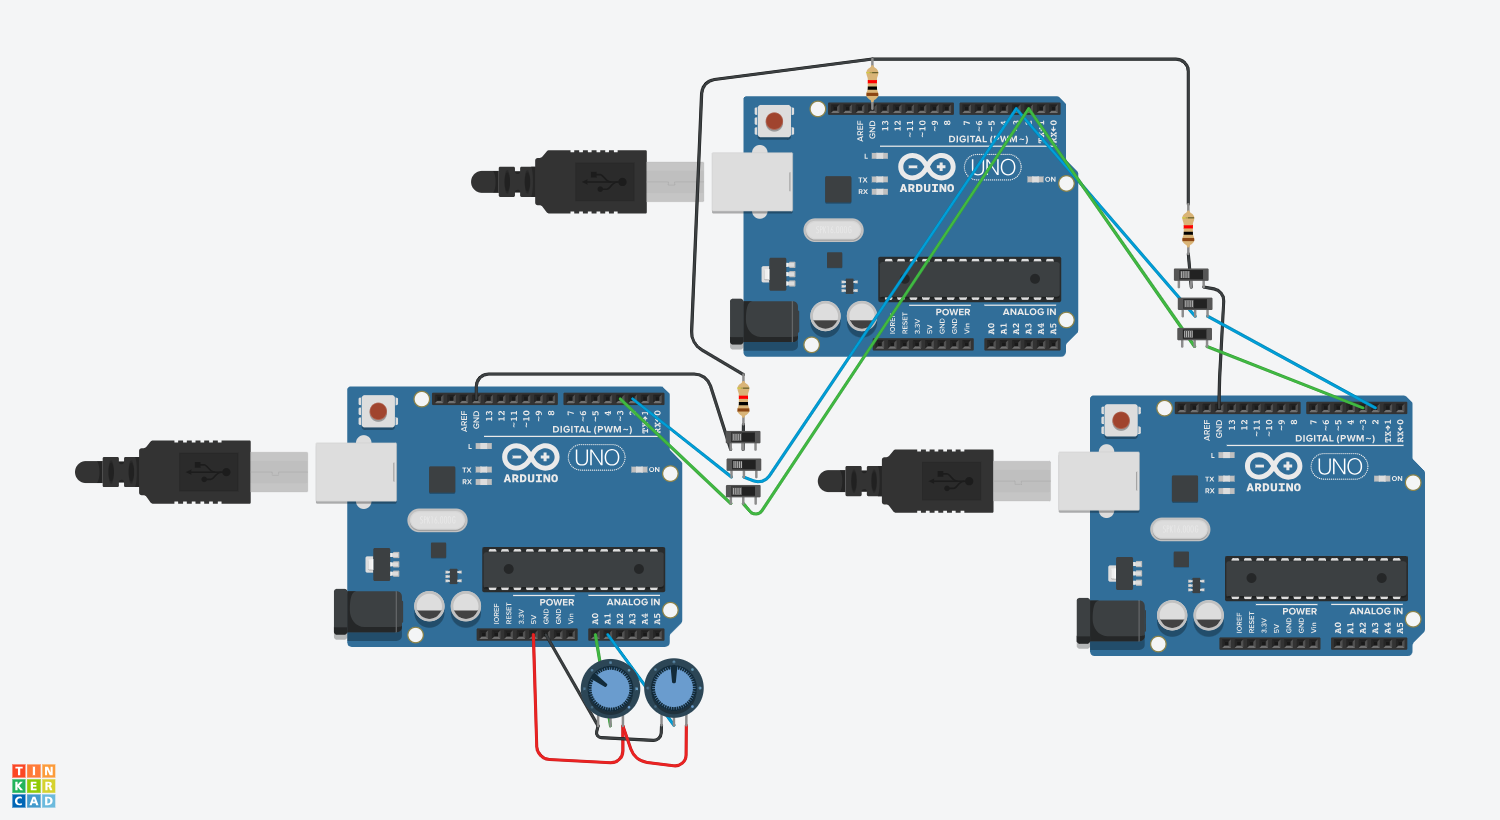 AREF
GND
13
12
~11
~10
~9
8
7
~6
~5
4
2
TX→1
RX←0
DIGITAL (PWM~)
L
TX
RX
UNO
ON
ARDUINO
IOREF
RESET
3.3V
5V
GND
GND
Vin
POWER
ANALOG IN
A0
A1
A2
A3
A4
A5
AREF
GND
13
12
~11
~10
~9
8
7
~6
~5
4
~3
2
TX→1
RX←0
DIGITAL (PWM~)
L
TX
RX
UNO
ON
ARDUINO
IOREF
RESET
3.3V
5V
GND
GND
Vin
POWER
ANALOG IN
A0
A1
A2
A3
A4
A5
AREF
GND
13
12
~11
~10
~9
8
7
~6
~5
4
~3
2
TX→1
RX←0
DIGITAL (PWM~)
L
TX
RX
UNO
ON
ARDUINO
IOREF
RESET
3.3V
5V
GND
GND
Vin
POWER
ANALOG IN
A0
A1
A2
A3
A4
A5
TIN
KER
CAD